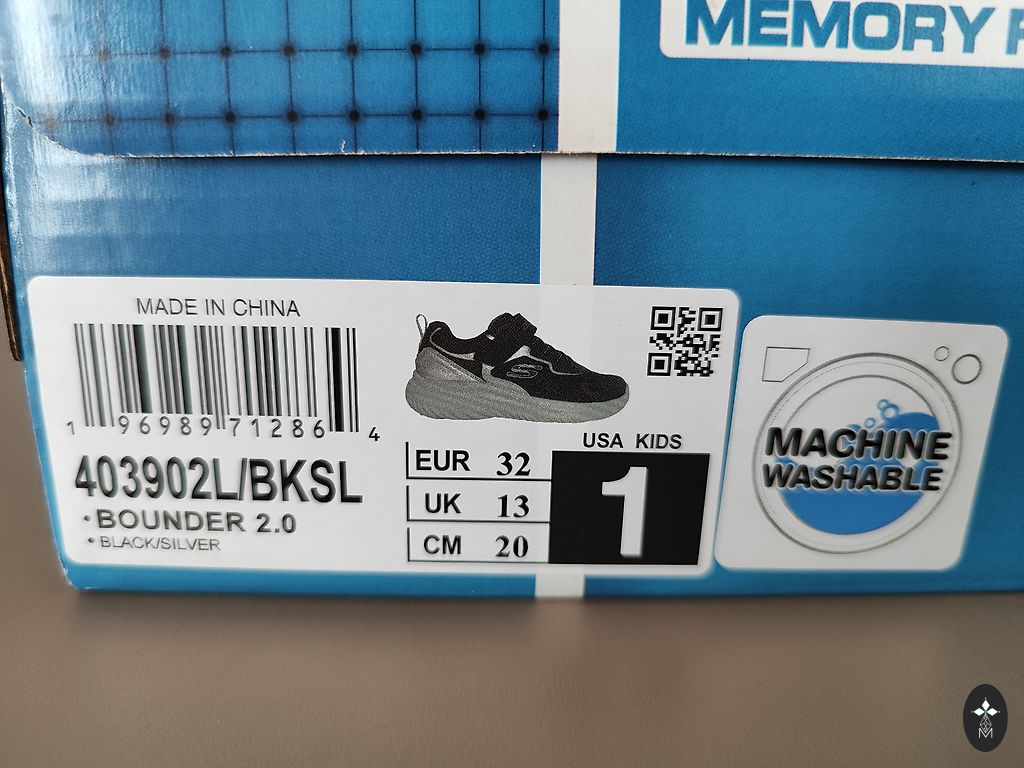 MEMORY
MADE IN CHINA
1 96989 71286 4
403902L/BKSL
•BOUNDER 2.0
•BLACK/SILVER
USA KIDS
1
EUR 32
UK 13
CM 20
MACHINE
WASHABLE
M